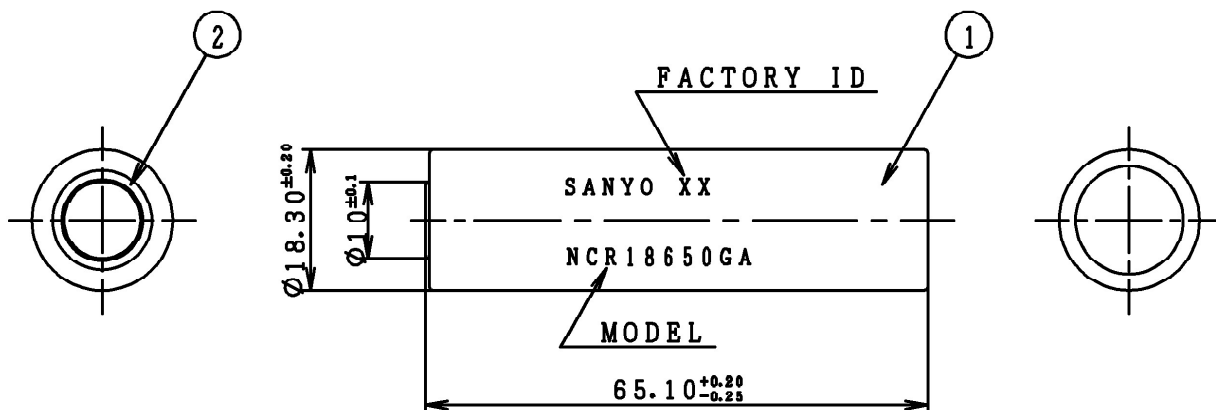 2
1
FACTORY ID
SANYO XX
NCR18650GA
MODEL
Ø18.30±0.20
Ø10±0.1
65.10+0.20-0.25